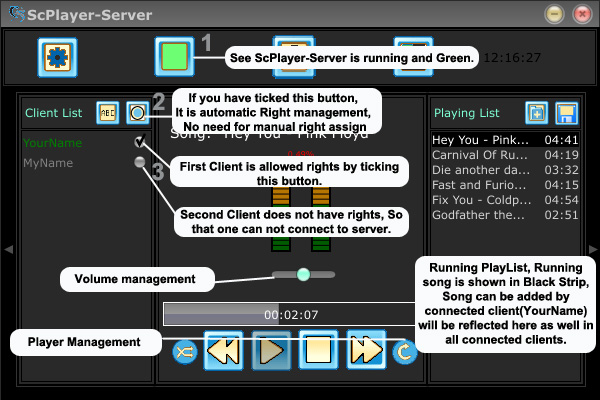 ScPlayer-Server
1
See ScPlayer-Server is running and Green.
12:16:27
Client List
ABC
2
If you have ticked this button,
It is automatic Right management,
No need for manual right assign
Playing List
Song: Hey You - Pink Floyd
YourName
MyName
3
First Client is allowed rights by ticking
this button.
Second Client does not have rights, So
that one can not connect to server.
Hey You - Pink... 04:41
Carnival Of Ru... 04:19
Die another da... 03:32
Fast and Furio... 04:15
Fix You - Coldp... 04:54
Godfather the... 02:51
Volume management
00:02:07
Player Management
Running PlayList, Running
song is shown in Black Strip,
Song can be added by
connected client(YourName)
will be reflected here as well in
all connected clients.